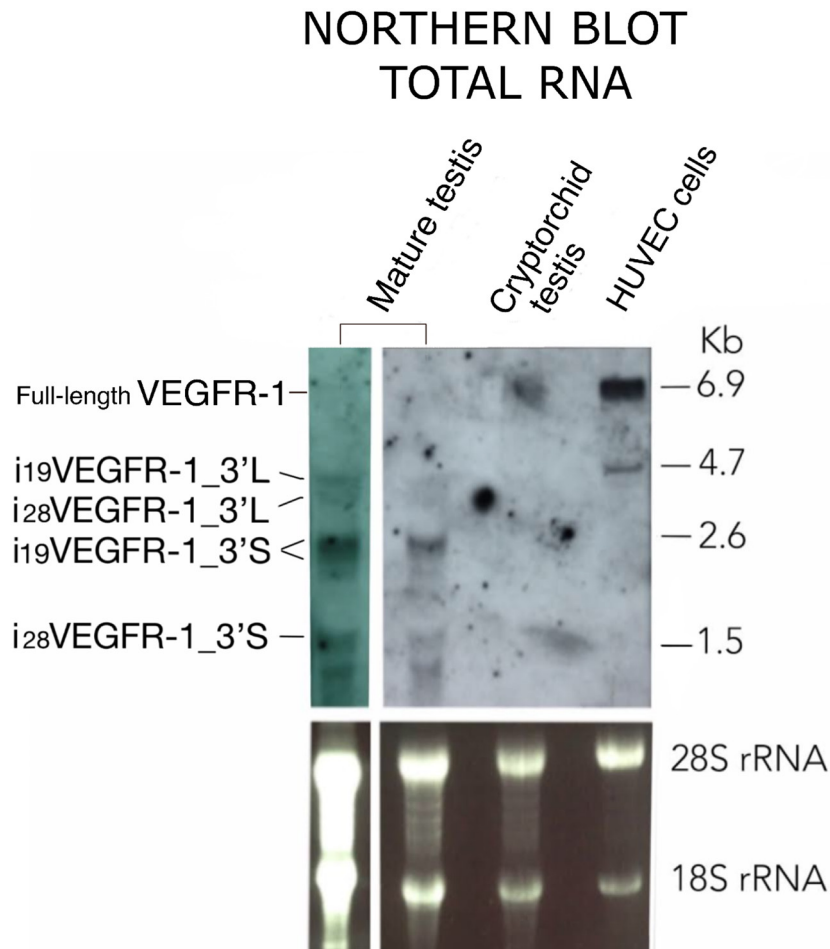 NORTHERN BLOT
TOTAL RNA
Mature testis
Cryptorchid
testis
HUVEC cells
Kb
Full-length VEGFR-1
6.9
i19VEGFR-1_3'L
4.7
i28VEGFR-1_3'L
i19VEGFR-1_3'S
2.6
i28VEGFR-1_3'S
1.5
28S rRNA
18S rRNA